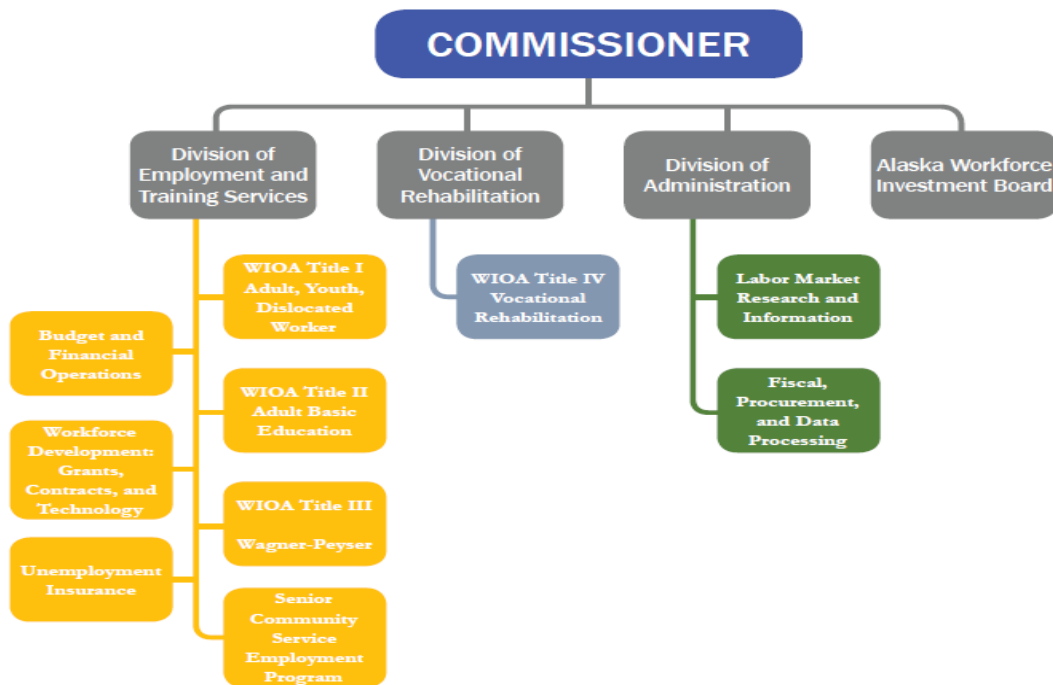 COMMISSIONER
Division of
Employment and
Training Services
Division of
Vocational
Rehabilitation
Division of
Administration
Alaska Workforce
Investment Board
WIOA Title I
Adult, Youth,
Dislocated
Worker
Budget and
Financial
Operations
WIOA Title II
Adult Basic
Education
Workforce
Development:
Grants,
Contracts, and
Technology
WIOA Title III
Wagner-Peyser
Unemployment
Insurance
Senior
Community
Service
Employment
Program
WIOA Title IV
Vocational
Rehabilitation
Labor Market
Research and
Information
Fiscal,
Procurement,
and Data
Processing